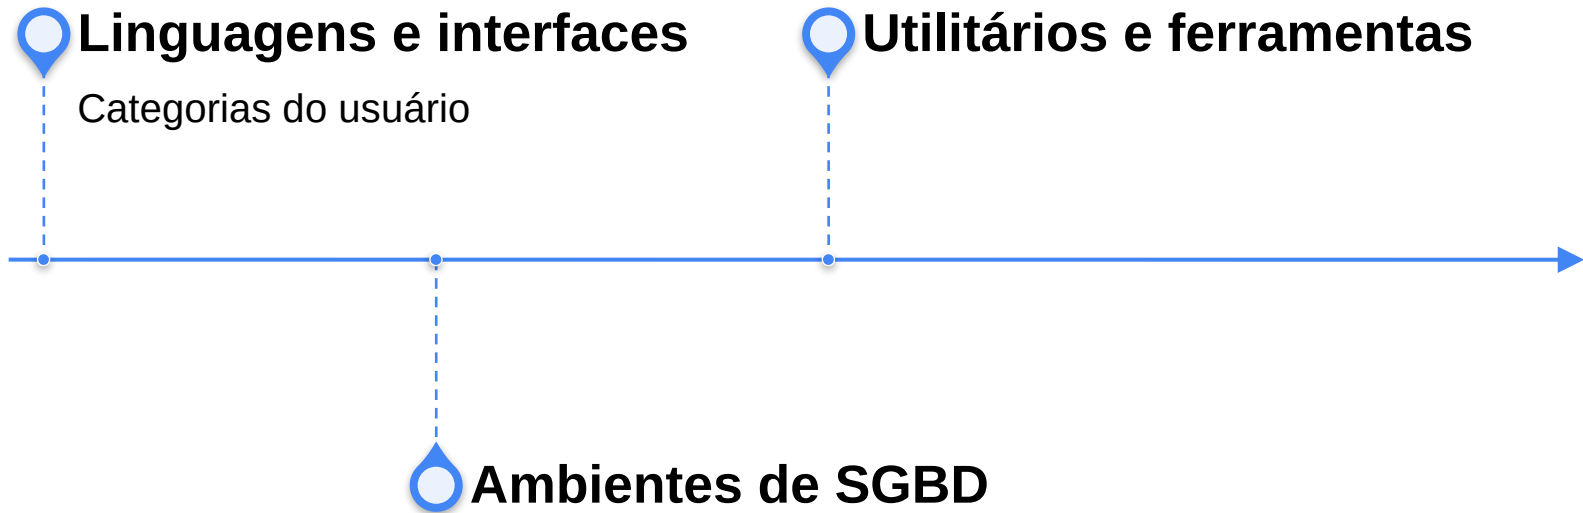 Linguagens e interfaces
Categorias do usuário
Utilitários e ferramentas
Ambientes de SGBD